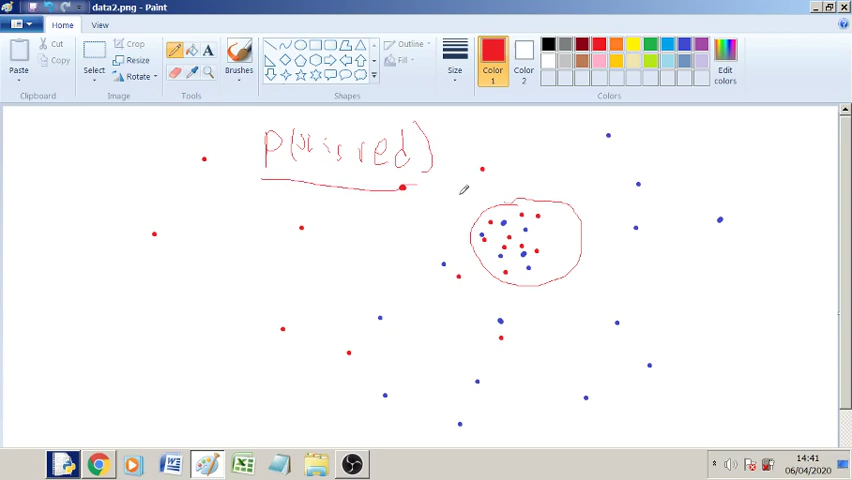 data2.png - Paint
Home View
Cut
Copy
Paste
Clipboard
Select
Crop
Resize
Rotate
Image
A
Tools
Brushes
Outline
Fill
Shapes
Size
Color 1
Color 2
Edit colors
Colors
P(x is red)
14:41
06/04/2020